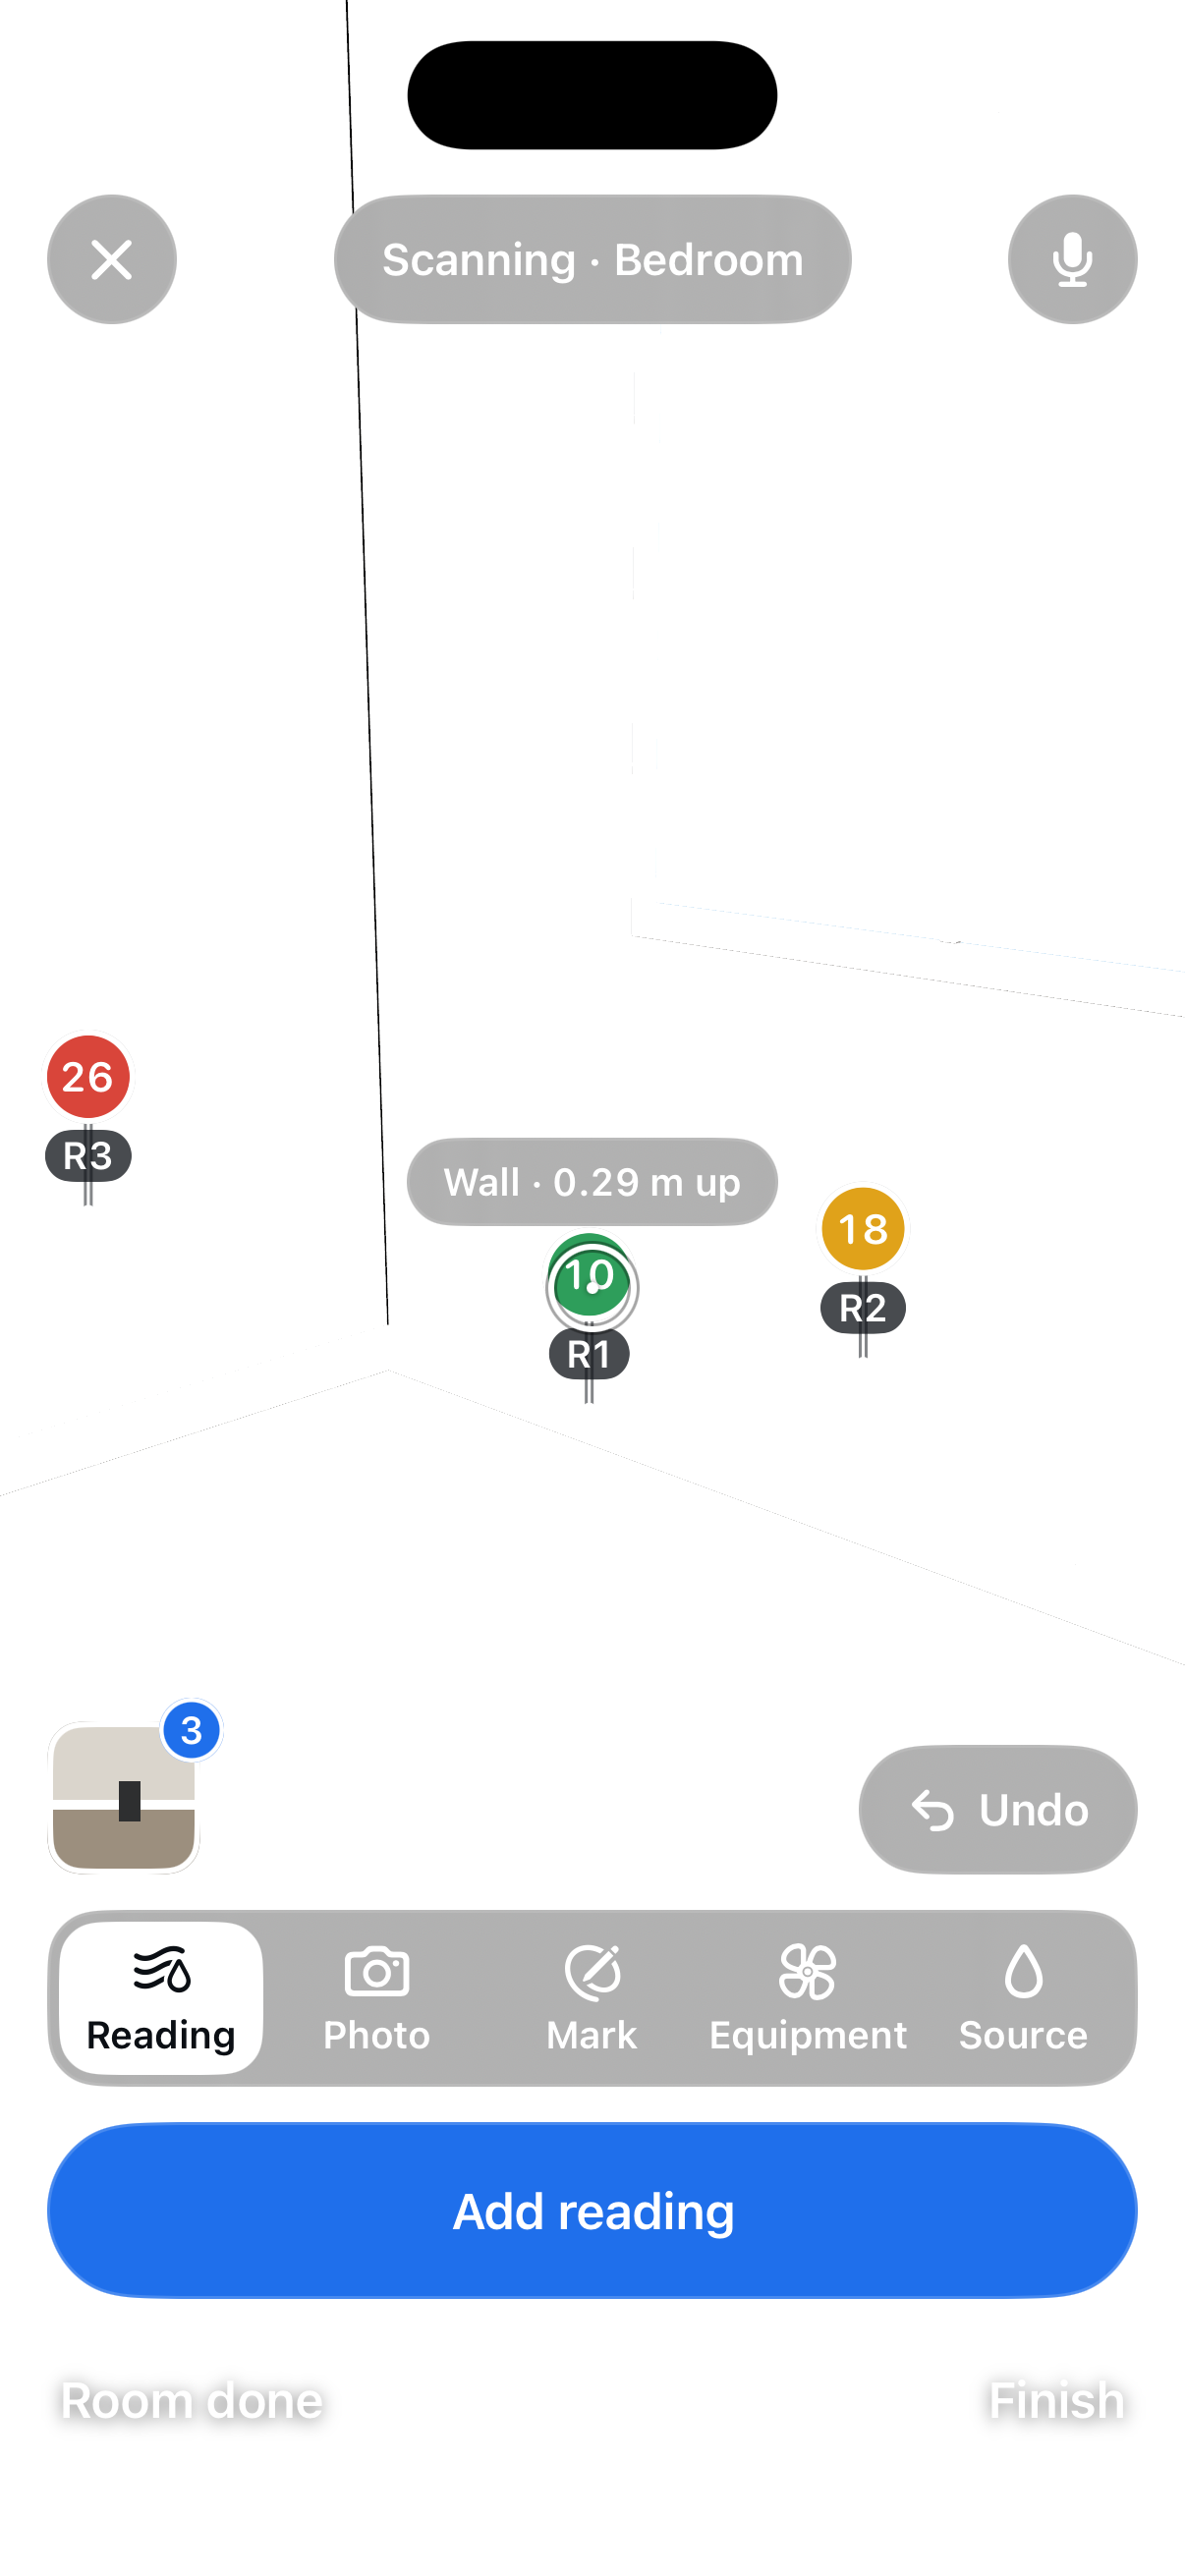 Scanning · Bedroom
26
R3
Wall · 0.29 m up
18
R2
10
R1
3
Undo
Reading
Photo
Mark
Equipment
Source
Add reading
Room done
Finish